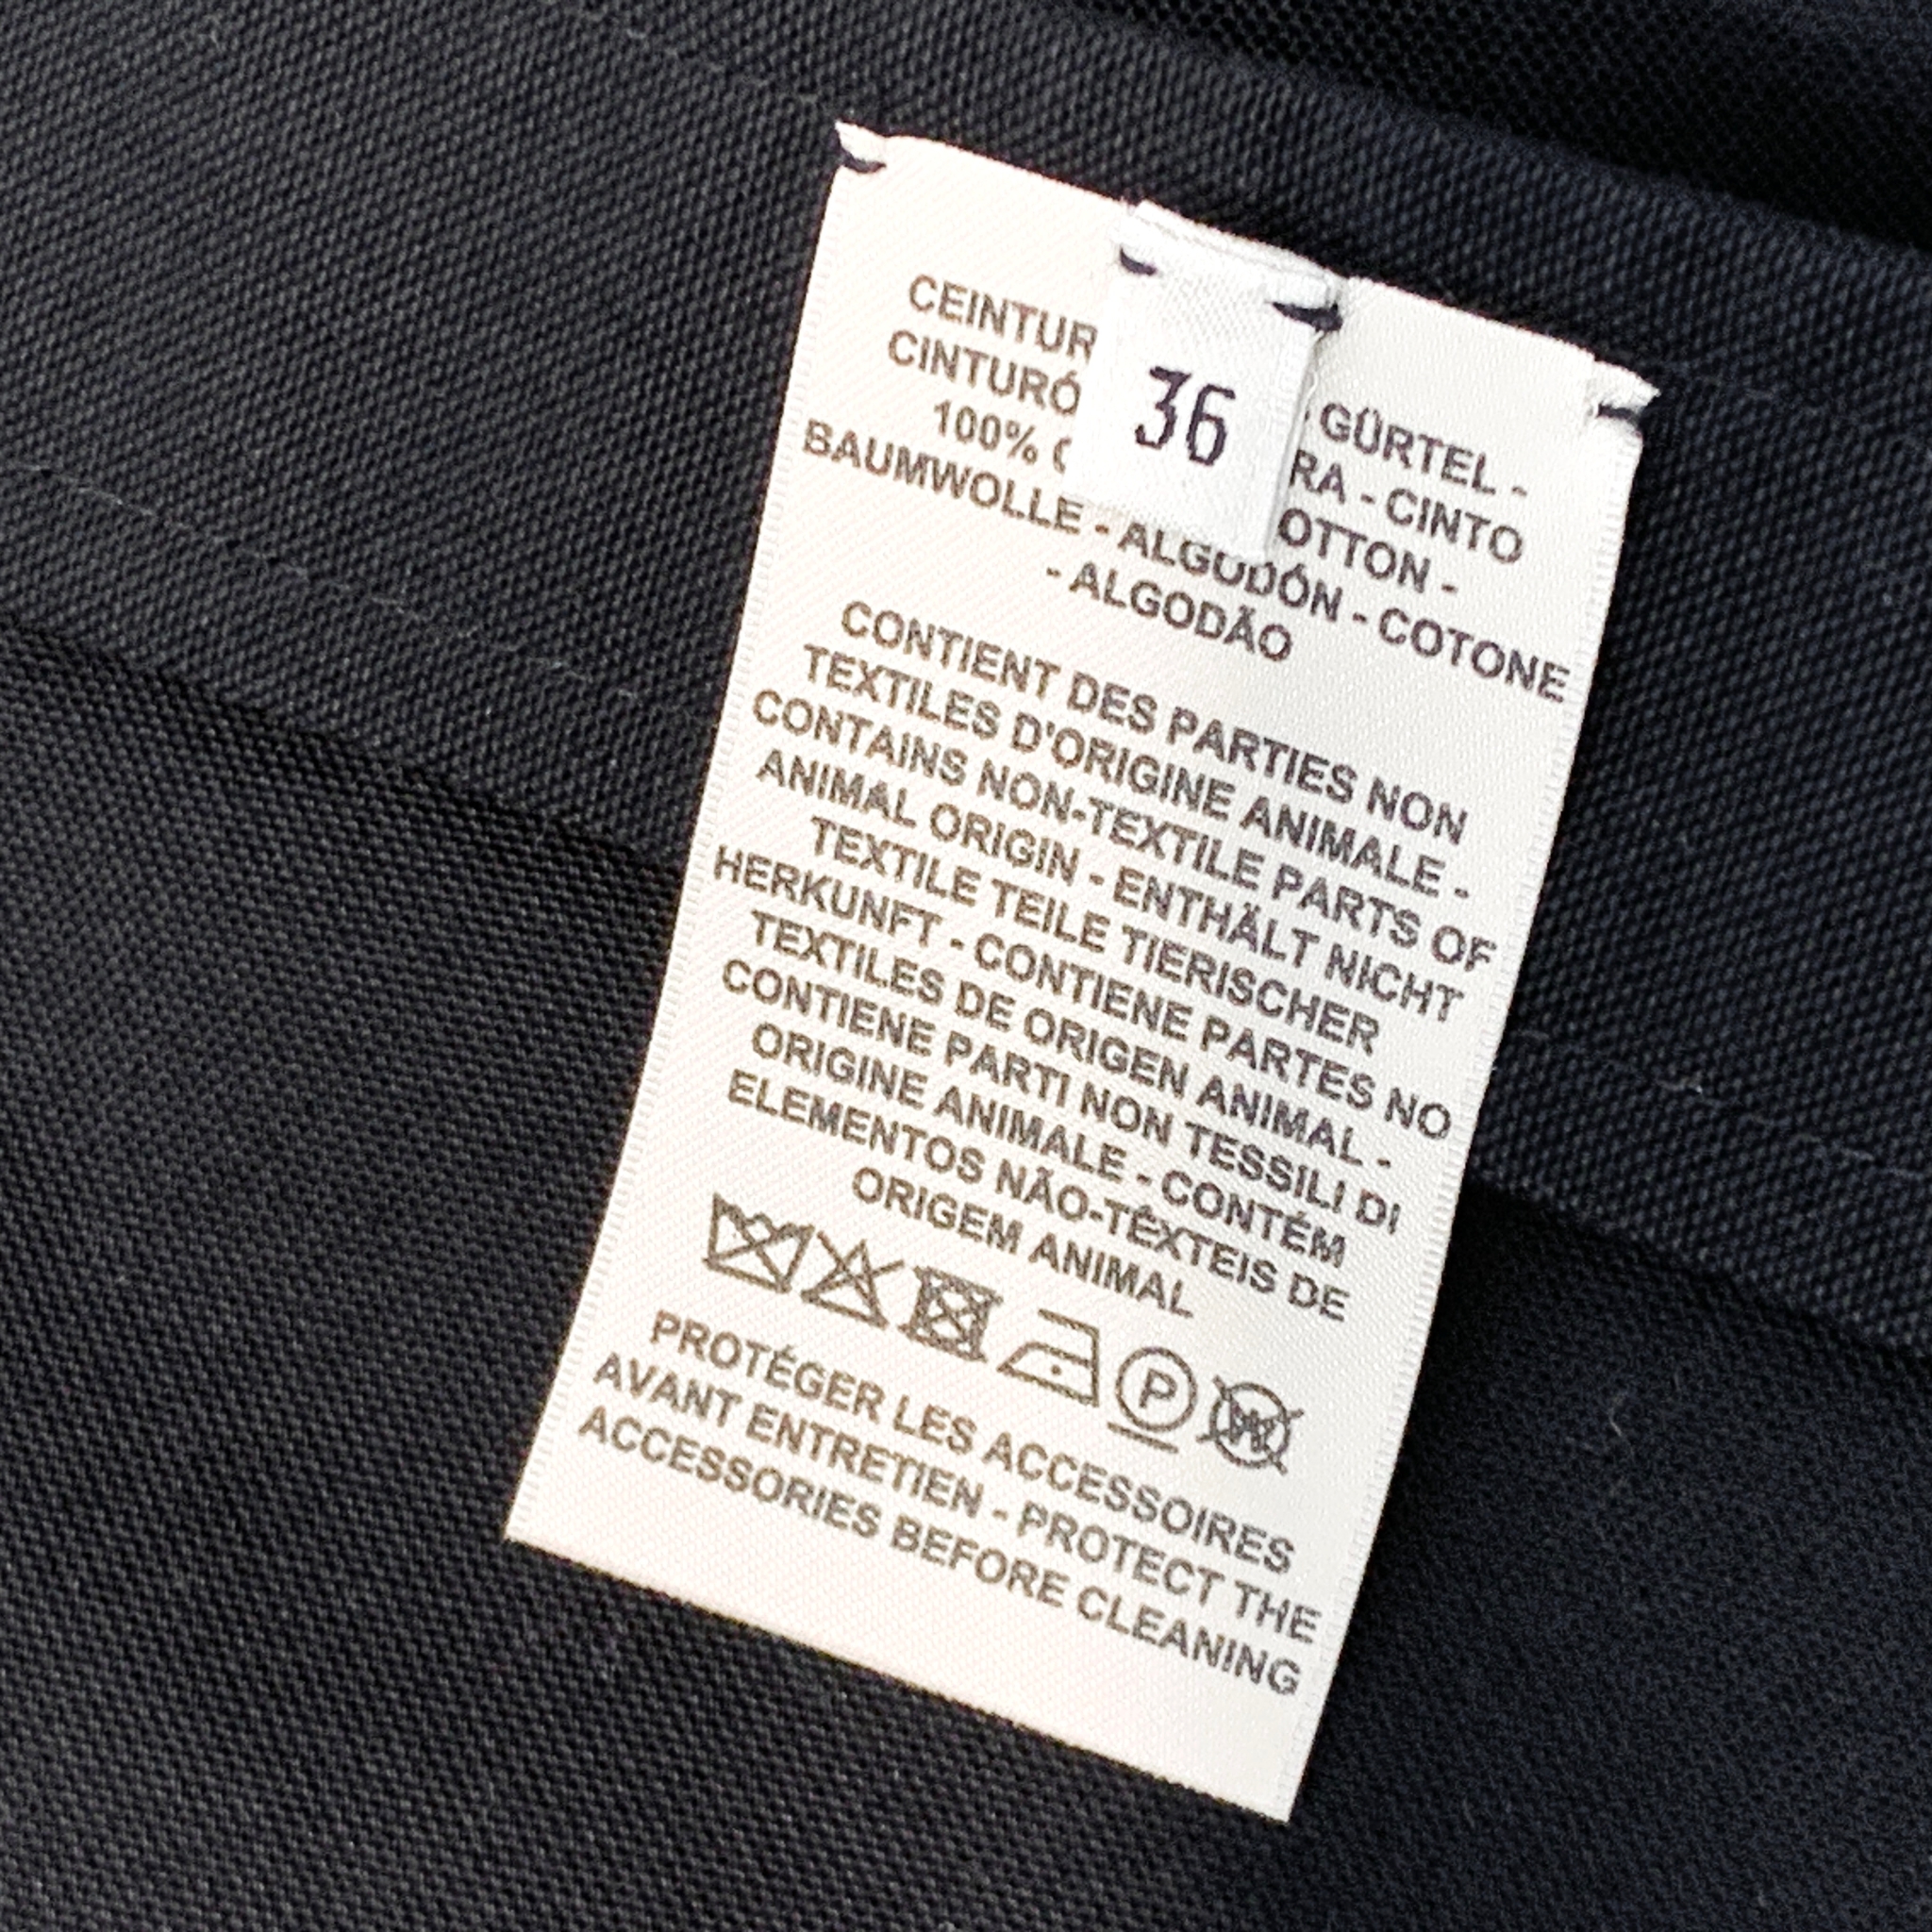 36
CEINTUR GÜRTEL -
CINTURÓ RA - CINTO
100% OTTON -
BAUMWOLLE - ALGODÓN - COTONE
- ALGODÃO
CONTIENT DES PARTIES NON
TEXTILES D'ORIGINE ANIMALE -
CONTAINS NON-TEXTILE PARTS OF
ANIMAL ORIGIN - ENTHÄLT NICHT
TEXTILE TEILE TIERISCHER
HERKUNFT - CONTIENE PARTES NO
TEXTILES DE ORIGEN ANIMAL -
CONTIENE PARTI NON TESSILI DI
ORIGINE ANIMALE - CONTÉM
ELEMENTOS NÃO-TÊXTEIS DE
ORIGEM ANIMAL
P W
PROTÉGER LES ACCESSOIRES
AVANT ENTRETIEN - PROTECT THE
ACCESSORIES BEFORE CLEANING